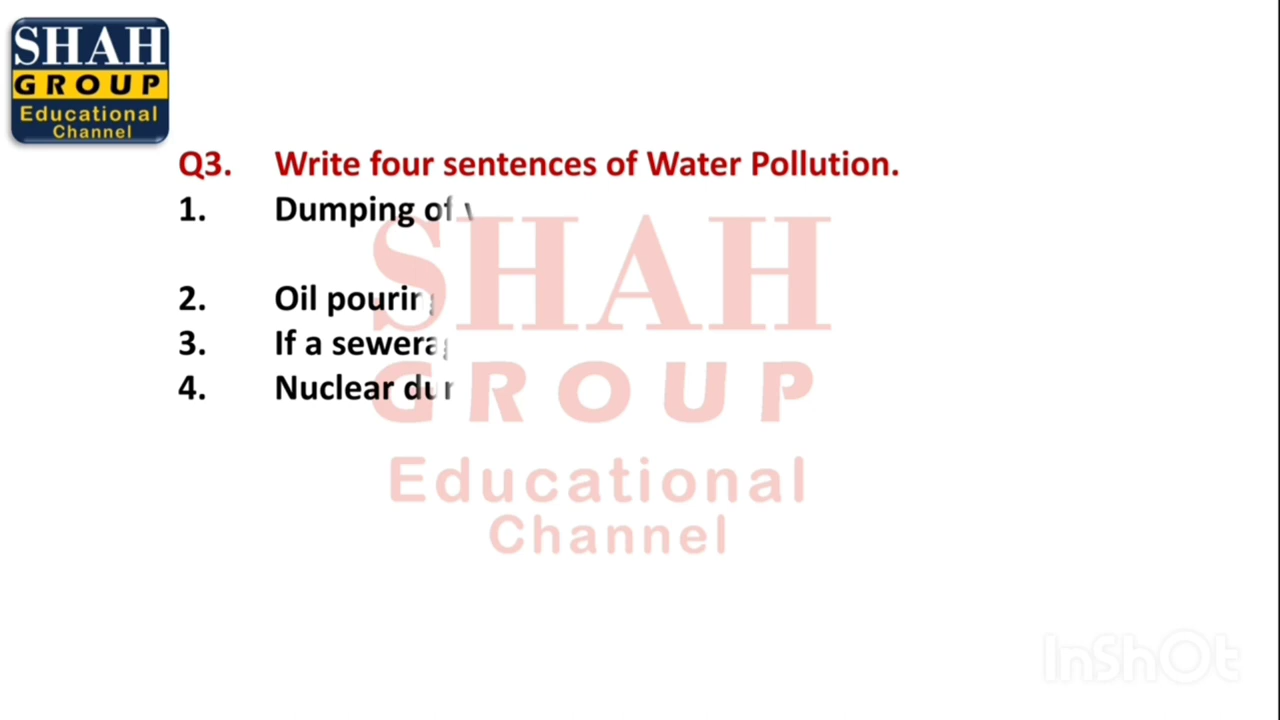 SHAH
GROUP
Educational
Channel
Q3. Write four sentences of Water Pollution.
1. Dumping of
2. Oil
3. If a
4. Nuclear
SHAH
GROUP
Educational
Channel
InShOt